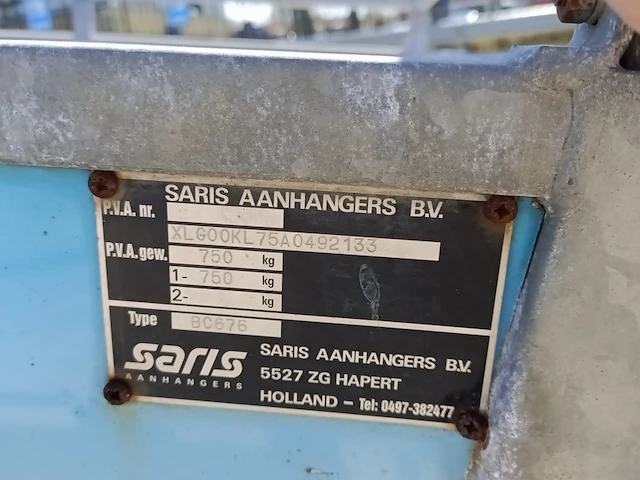 SARIS AANHANGERS B.V.
P.V.A. nr.
XLG00KL75A0492133
P.V.A. gew. 750 kg
1- 750 kg
2- kg
Type BC676
saris
AANHANGERS
SARIS AANHANGERS B.V.
5527 ZG HAPERT
HOLLAND – Tel: 0497-382477